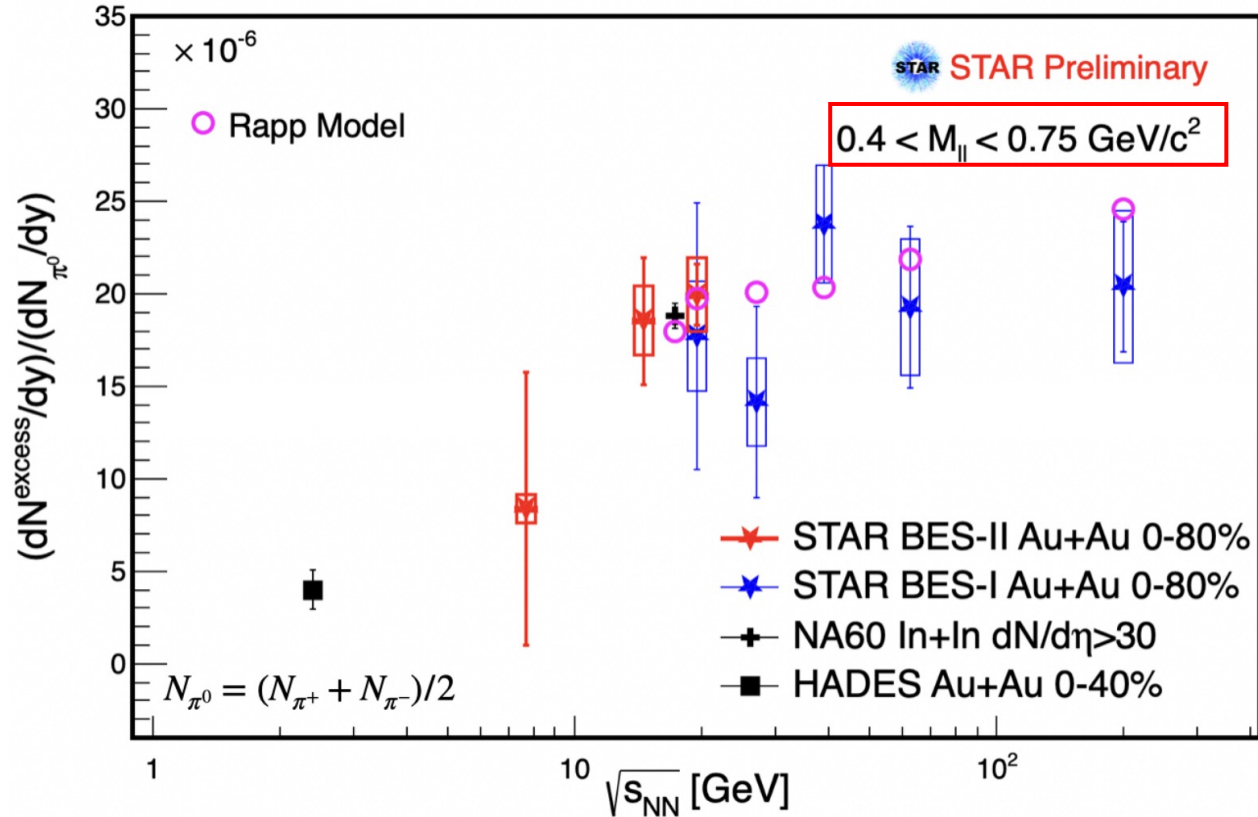 35
× 10⁻⁶
STAR STAR Preliminary
30
Rapp Model
0.4 < M_ll < 0.75 GeV/c²
25
20
15
10
5
0
(dN^excess/dy)/(dN_π⁰/dy)
STAR BES-II Au+Au 0-80%
STAR BES-I Au+Au 0-80%
NA60 In+In dN/dη>30
HADES Au+Au 0-40%
N_π⁰ = (N_π⁺ + N_π⁻)/2
1
10
10²
√s_NN [GeV]